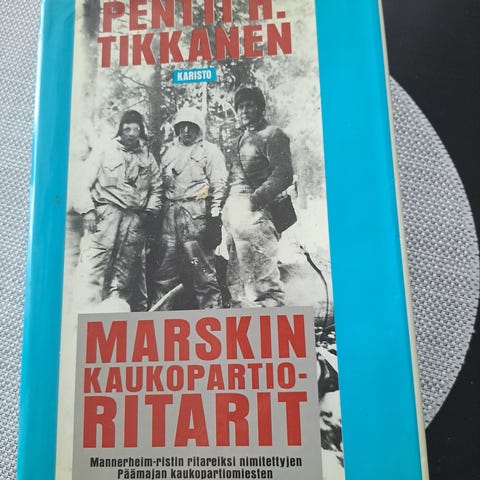 PENTTI H.
TIKKANEN
KARISTO
MARSKIN
KAUKOPARTIO-
RITARIT
Mannerheim-ristin ritareiksi nimitettyjen
Päämajan kaukopartiomiesten